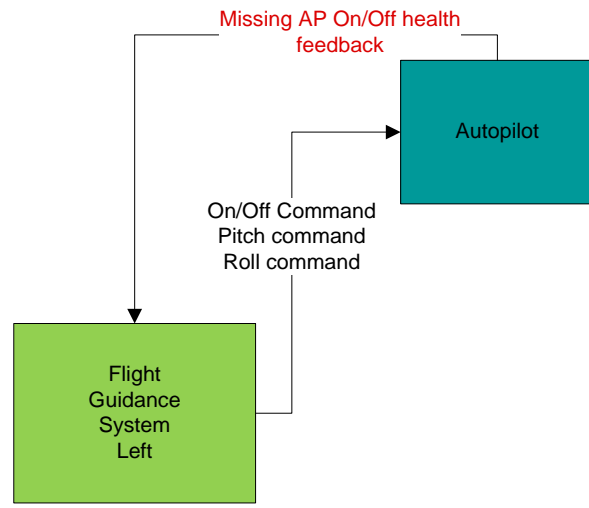 Missing AP On/Off health
feedback
Autopilot
On/Off Command
Pitch command
Roll command
Flight
Guidance
System
Left